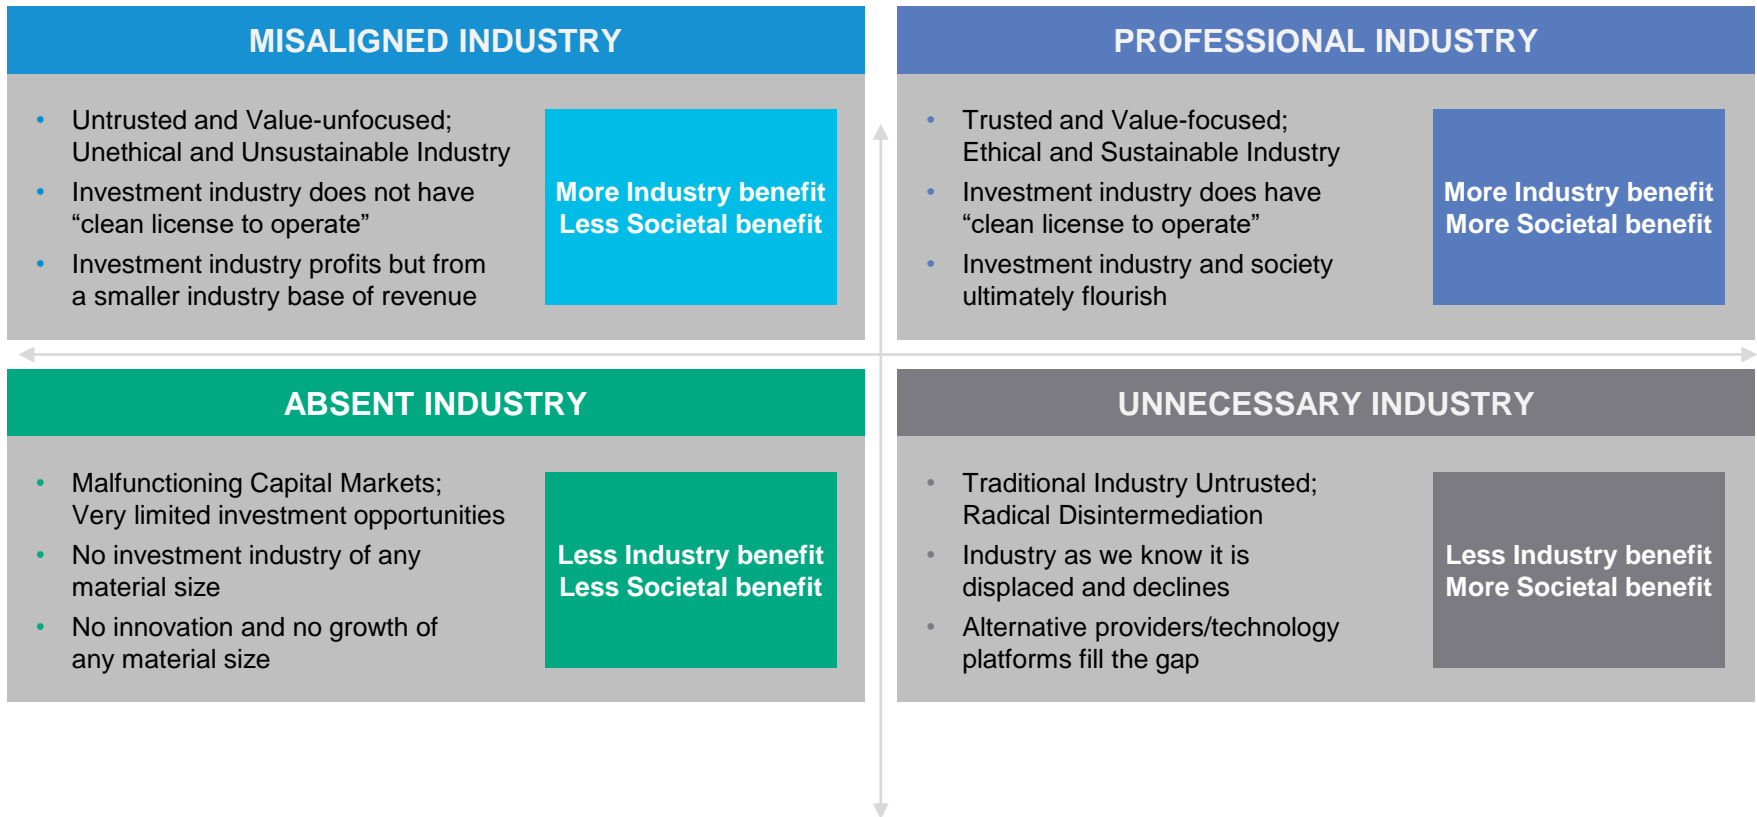 MISALIGNED INDUSTRY
• Untrusted and Value-unfocused;
Unethical and Unsustainable Industry
• Investment industry does not have
“clean license to operate”
• Investment industry profits but from
a smaller industry base of revenue
More Industry benefit
Less Societal benefit
PROFESSIONAL INDUSTRY
• Trusted and Value-focused;
Ethical and Sustainable Industry
• Investment industry does have
“clean license to operate”
• Investment industry and society
ultimately flourish
More Industry benefit
More Societal benefit
ABSENT INDUSTRY
• Malfunctioning Capital Markets;
Very limited investment opportunities
• No investment industry of any
material size
• No innovation and no growth of
any material size
Less Industry benefit
Less Societal benefit
UNNECESSARY INDUSTRY
• Traditional Industry Untrusted;
Radical Disintermediation
• Industry as we know it is
displaced and declines
• Alternative providers/technology
platforms fill the gap
Less Industry benefit
More Societal benefit